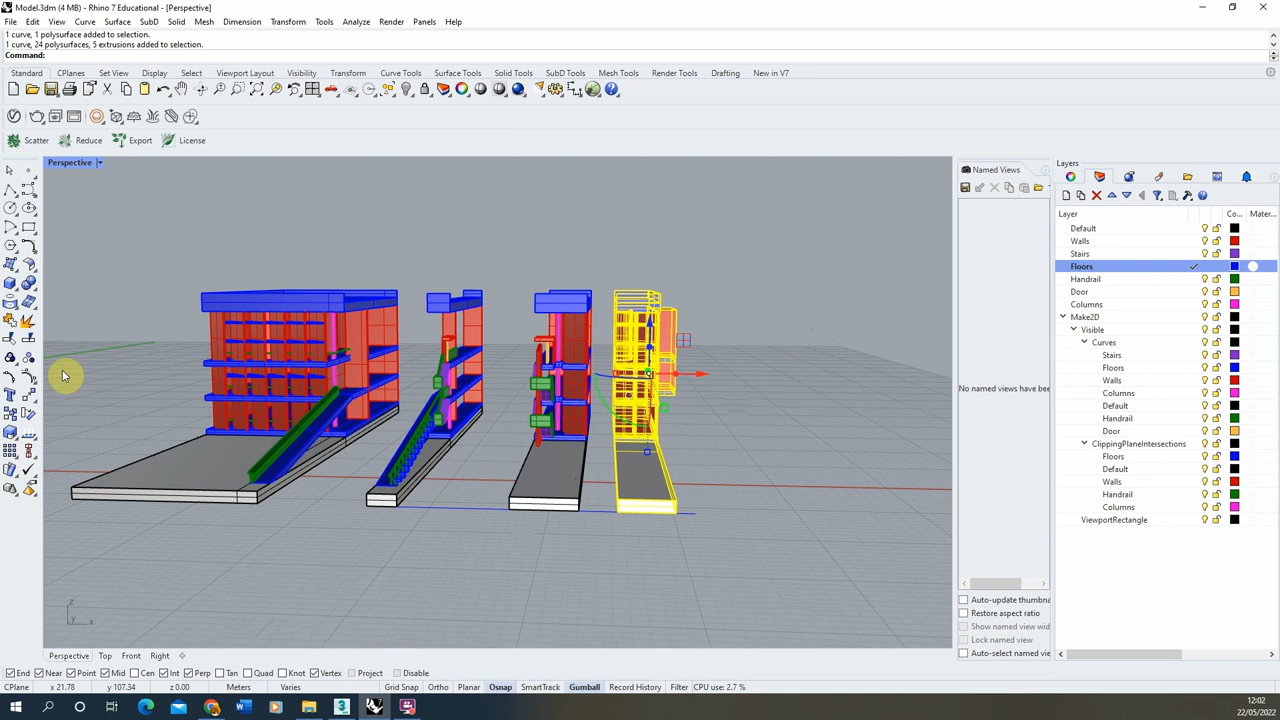 Model.3dm (4 MB) - Rhino 7 Educational - [Perspective]
File Edit View Curve Surface SubD Solid Mesh Dimension Transform Tools Analyze Render Panels Help
1 curve, 1 polysurface added to selection.
1 curve, 24 polysurfaces, 5 extrusions added to selection.
Command:
Standard CPlanes Set View Display Select Viewport Layout Visibility Transform Curve Tools Surface Tools Solid Tools SubD Tools Mesh Tools Render Tools Drafting New in V7
Scatter Reduce Export License
Perspective
Named Views
No named views have bee
Auto-update thumbna
Restore aspect ratio
Show named view wid
Lock named view
Auto-select named vie
Layers
Layer Co... Mater...
Default
Walls
Stairs
Floors
Handrail
Door
Columns
Make2D
Visible
Curves
Stairs
Floors
Walls
Columns
Default
Handrail
Door
ClippingPlaneIntersections
Floors
Default
Walls
Handrail
Columns
ViewportRectangle
z
y x
Perspective Top Front Right
End Near Point Mid Cen Int Perp Tan Quad Knot Vertex Project Disable
CPlane x 21.78 y 107.34 z 0.00 Meters Varies Grid Snap Ortho Planar Osnap SmartTrack Gumball Record History Filter CPU use: 2.7 %
12:02
22/05/2022